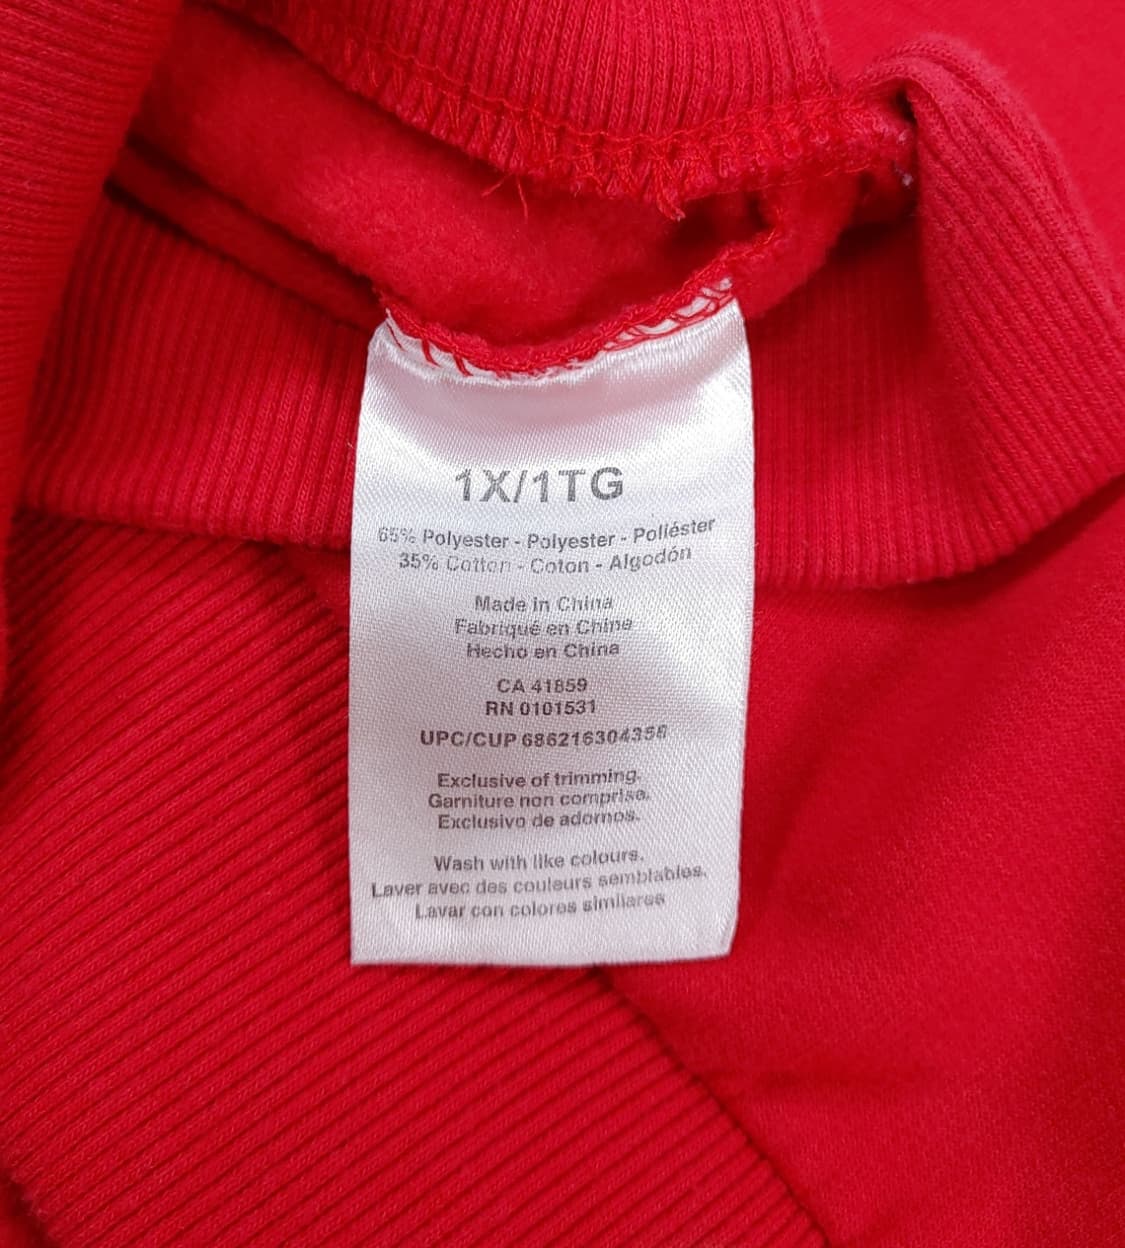 1X/1TG
65% Polyester - Polyester - Poliéster
35% Cotton - Coton - Algodón
Made in China
Fabriqué en Chine
Hecho en China
CA 41859
RN 0101531
UPC/CUP 686216304356
Exclusive of trimming.
Garniture non comprise.
Exclusivo de adornos.
Wash with like colours.
Laver avec des couleurs semblables.
Lavar con colores similares